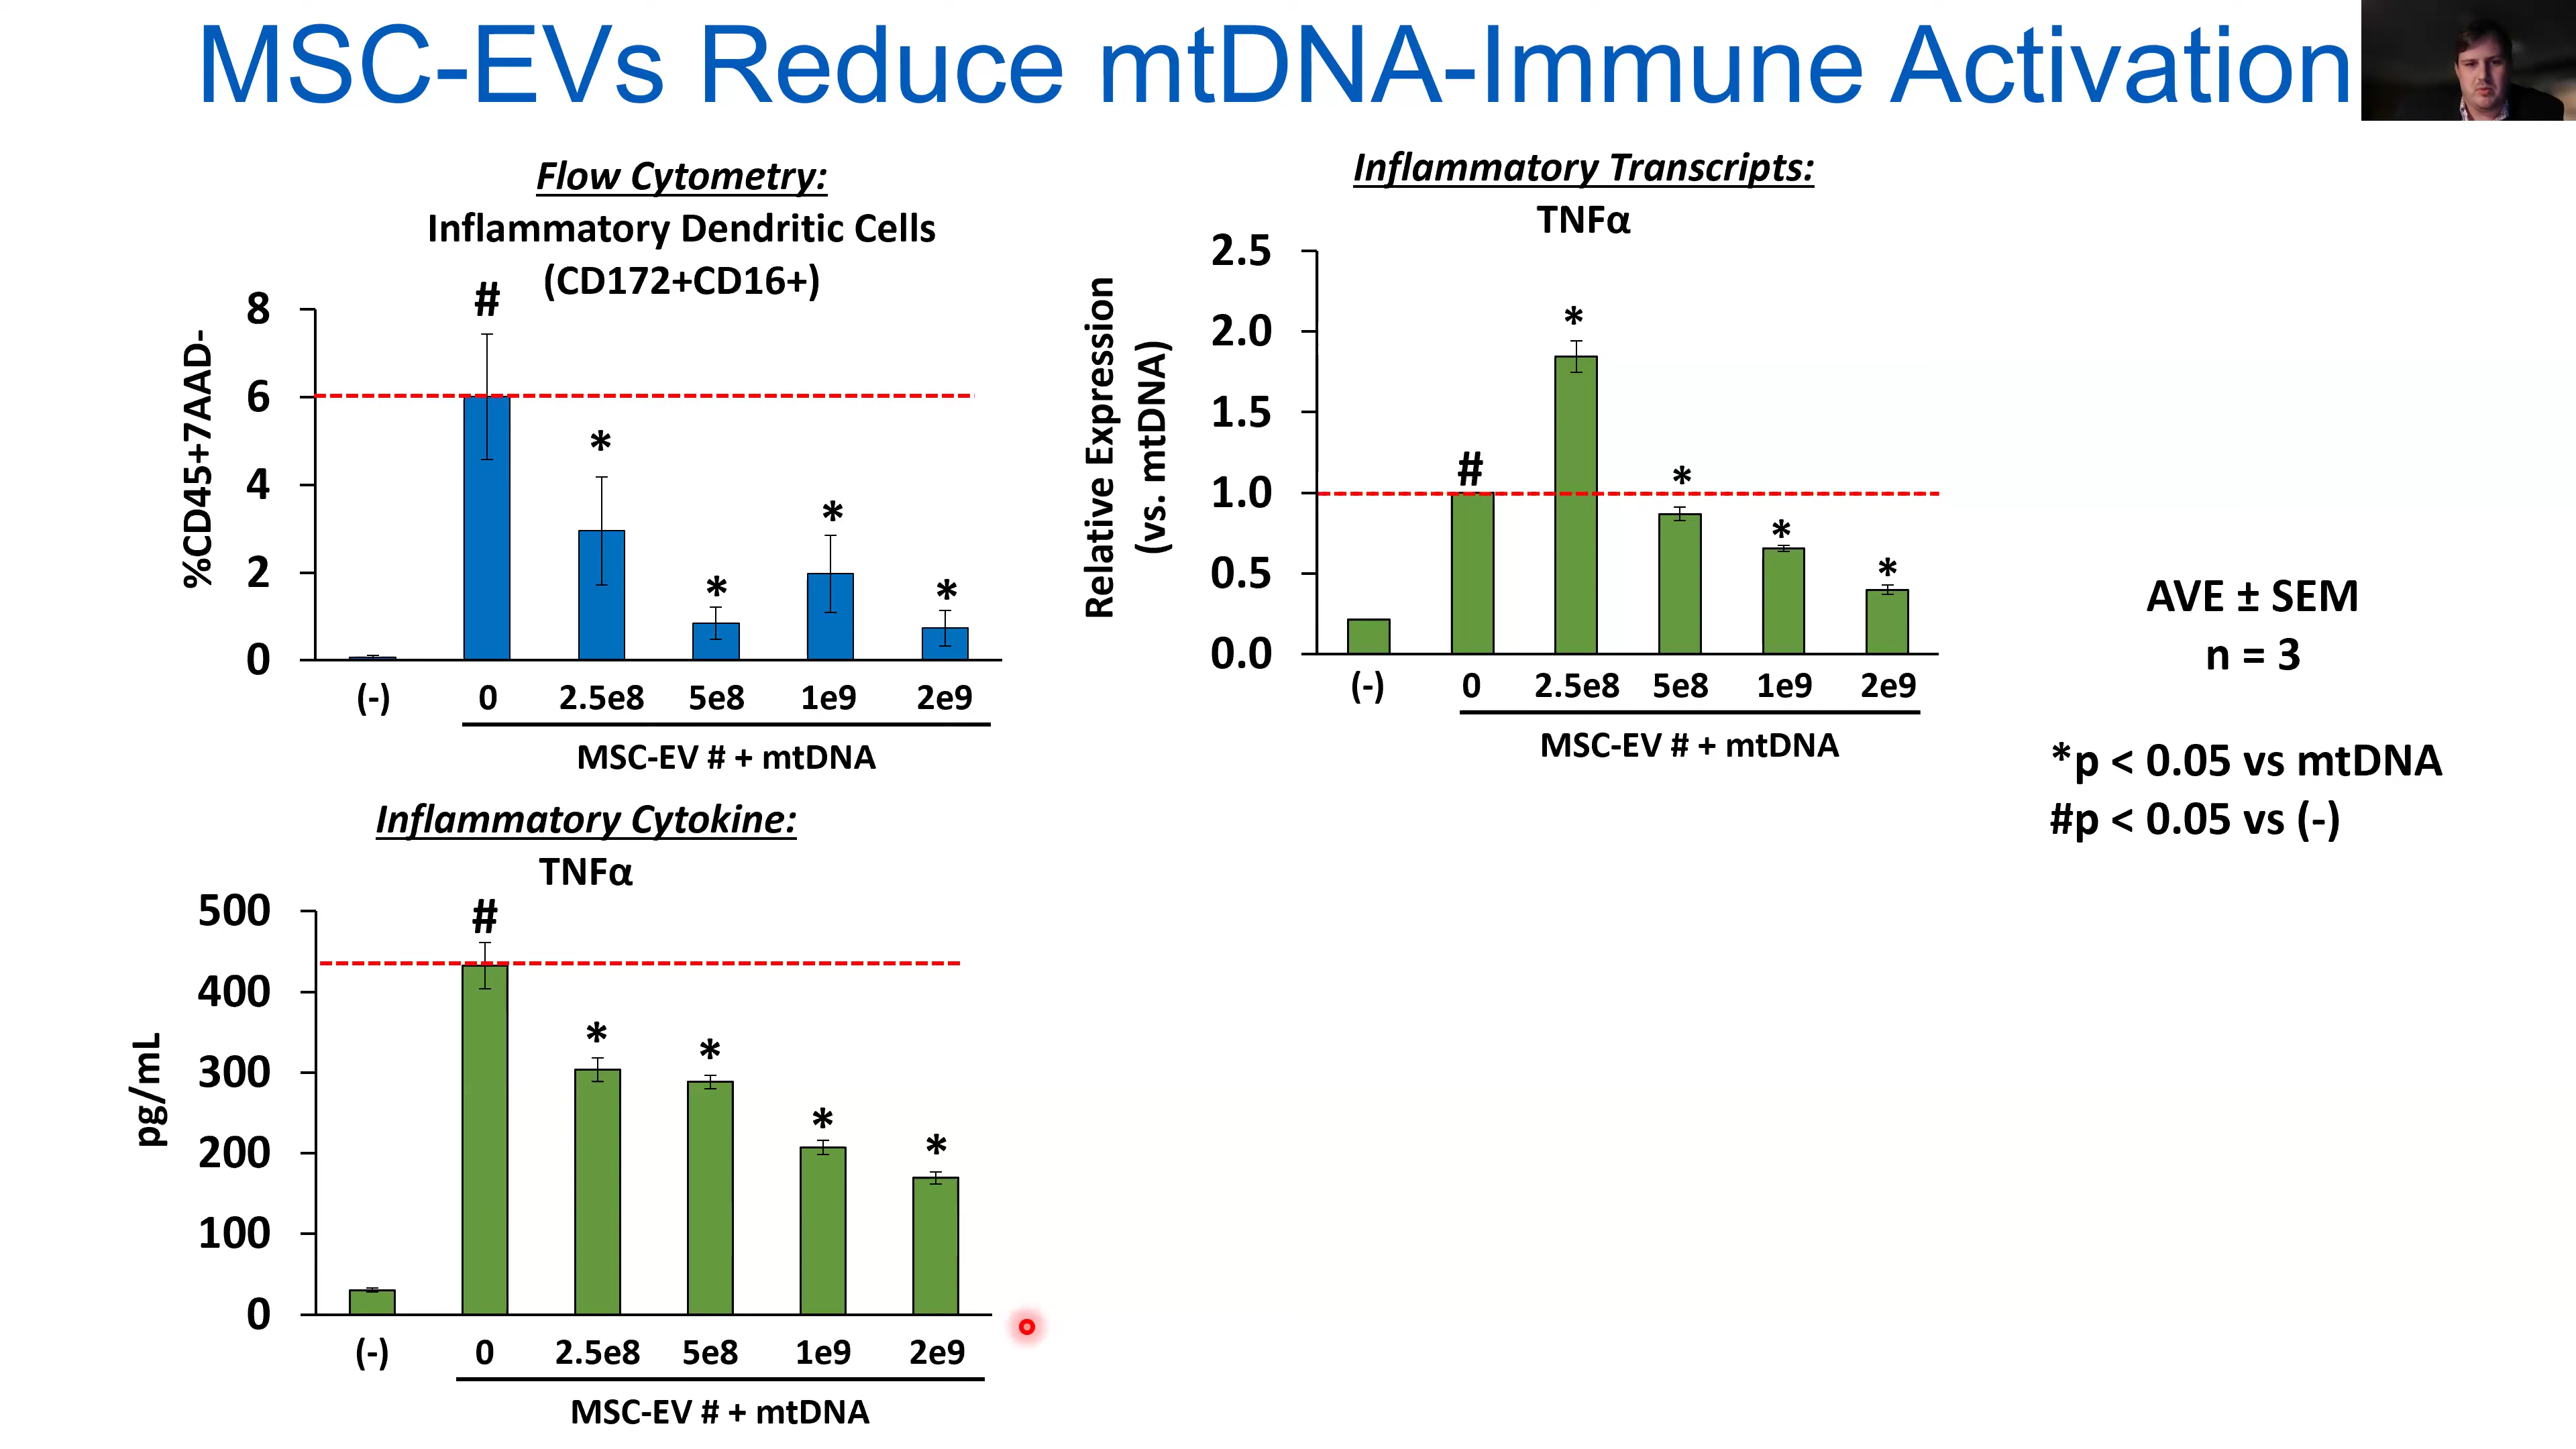 MSC-EVs Reduce mtDNA-Immune Activation
Flow Cytometry:
Inflammatory Dendritic Cells
(CD172+CD16+)
%CD45+7AAD-
8
6
4
2
0
#
*
*
*
*
(-)
0
2.5e8
5e8
1e9
2e9
MSC-EV # + mtDNA
Inflammatory Transcripts:
TNFα
Relative Expression
(vs. mtDNA)
2.5
2.0
1.5
1.0
0.5
0.0
#
*
*
*
*
(-)
0
2.5e8
5e8
1e9
2e9
MSC-EV # + mtDNA
AVE ± SEM
n = 3
*p < 0.05 vs mtDNA
#p < 0.05 vs (-)
Inflammatory Cytokine:
TNFα
pg/mL
500
400
300
200
100
0
#
*
*
*
*
(-)
0
2.5e8
5e8
1e9
2e9
MSC-EV # + mtDNA